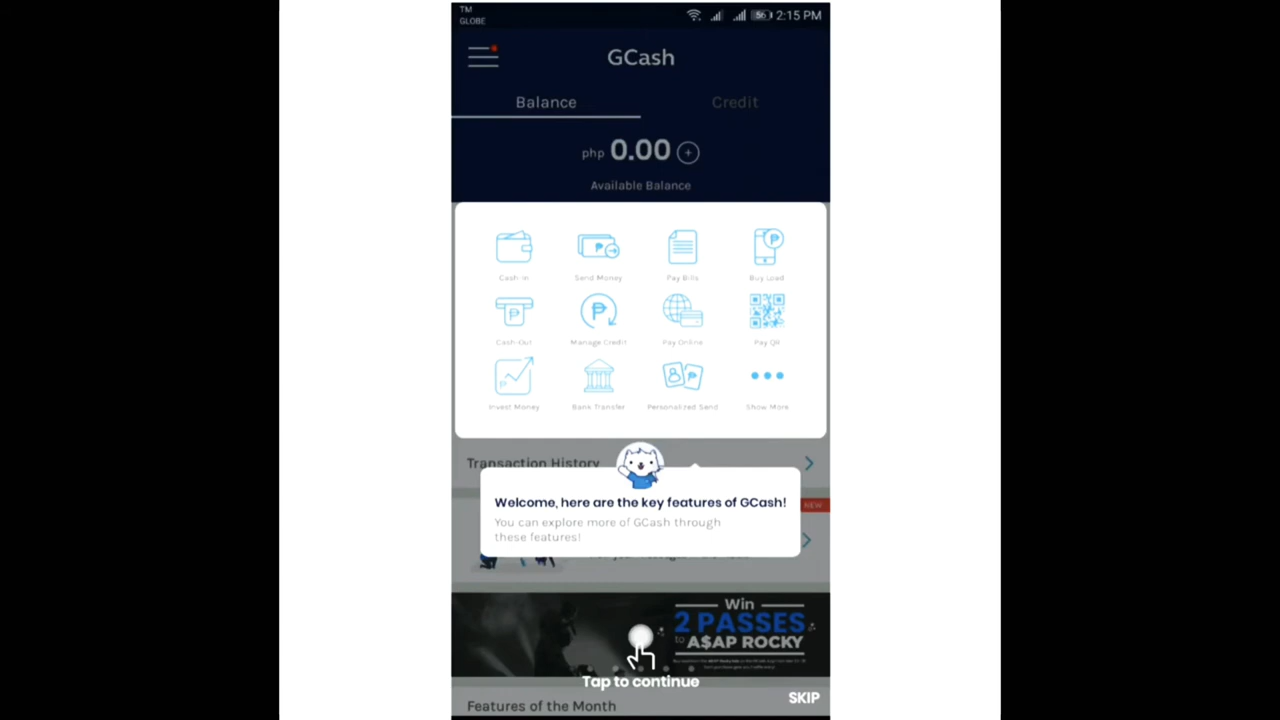 TM
GLOBE
56 2:15 PM
GCash
Balance Credit
php 0.00 +
Available Balance
Cash-In Send Money Pay Bills Buy Load
Cash-Out Manage Credit Pay Online Pay QR
Invest Money Bank Transfer Personalized Send Show More
Transaction History
Welcome, here are the key features of GCash!
NEW
You can explore more of GCash through
these features!
Win
2 PASSES
to A$AP ROCKY
Tap to continue
SKIP
Features of the Month